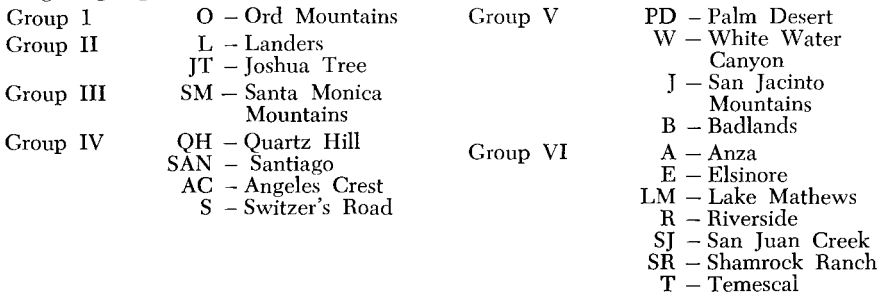 Group 1 O – Ord Mountains
Group II L – Landers
JT – Joshua Tree
Group III SM – Santa Monica
Mountains
Group IV QH – Quartz Hill
SAN – Santiago
AC – Angeles Crest
S – Switzer's Road
Group V PD – Palm Desert
W – White Water
Canyon
J – San Jacinto
Mountains
B – Badlands
Group VI A – Anza
E – Elsinore
LM – Lake Mathews
R – Riverside
SJ – San Juan Creek
SR – Shamrock Ranch
T – Temescal